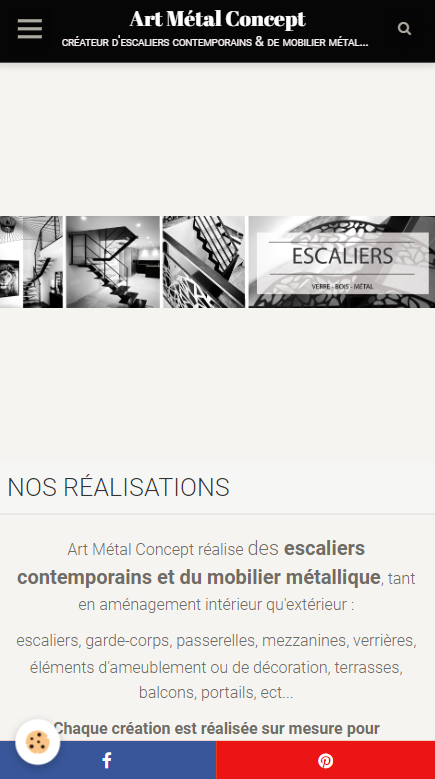 Art Métal Concept
CRÉATEUR D'ESCALIERS CONTEMPORAINS & DE MOBILIER MÉTAL...
ESCALIERS
VERRE - BOIS - MÉTAL
NOS RÉALISATIONS
Art Métal Concept réalise des escaliers
contemporains et du mobilier métallique, tant
en aménagement intérieur qu'extérieur :
escaliers, garde-corps, passerelles, mezzanines, verrières,
éléments d'ameublement ou de décoration, terrasses,
balcons, portails, ect...
Chaque création est réalisée sur mesure pour